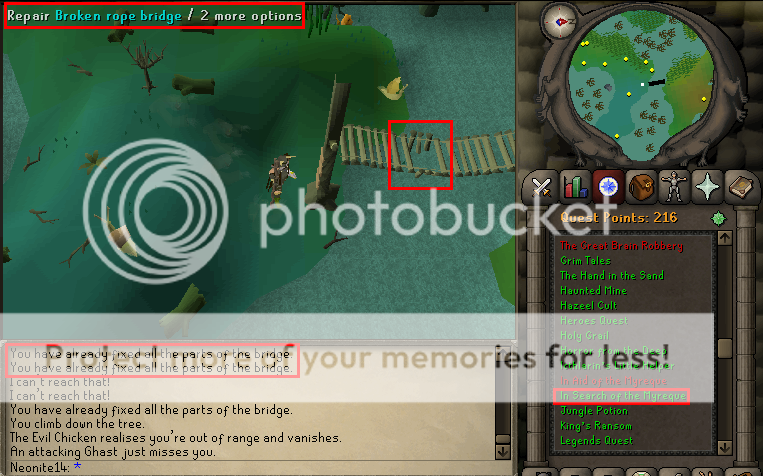 Repair Broken rope bridge / 2 more options
photobucket
Quest Points: 216
The Great Brain Robbery
Grim Tales
The Hand in the Sand
Haunted Mine
Hazeel Cult
Heroes Quest
Holy Grail
Horror from the Deep
Helper
In Aid of the Myreque
In Search of the Myreque
Jungle Potion
King's Ransom
Legends Quest
Protect more of your memories for less!
You have already fixed all the parts of the bridge.
You have already fixed all the parts of the bridge.
I can't reach that!
I can't reach that!
You have already fixed all the parts of the bridge.
You climb down the tree.
The Evil Chicken realises you're out of range and vanishes.
An attacking Ghast just misses you.
Neonite14: *